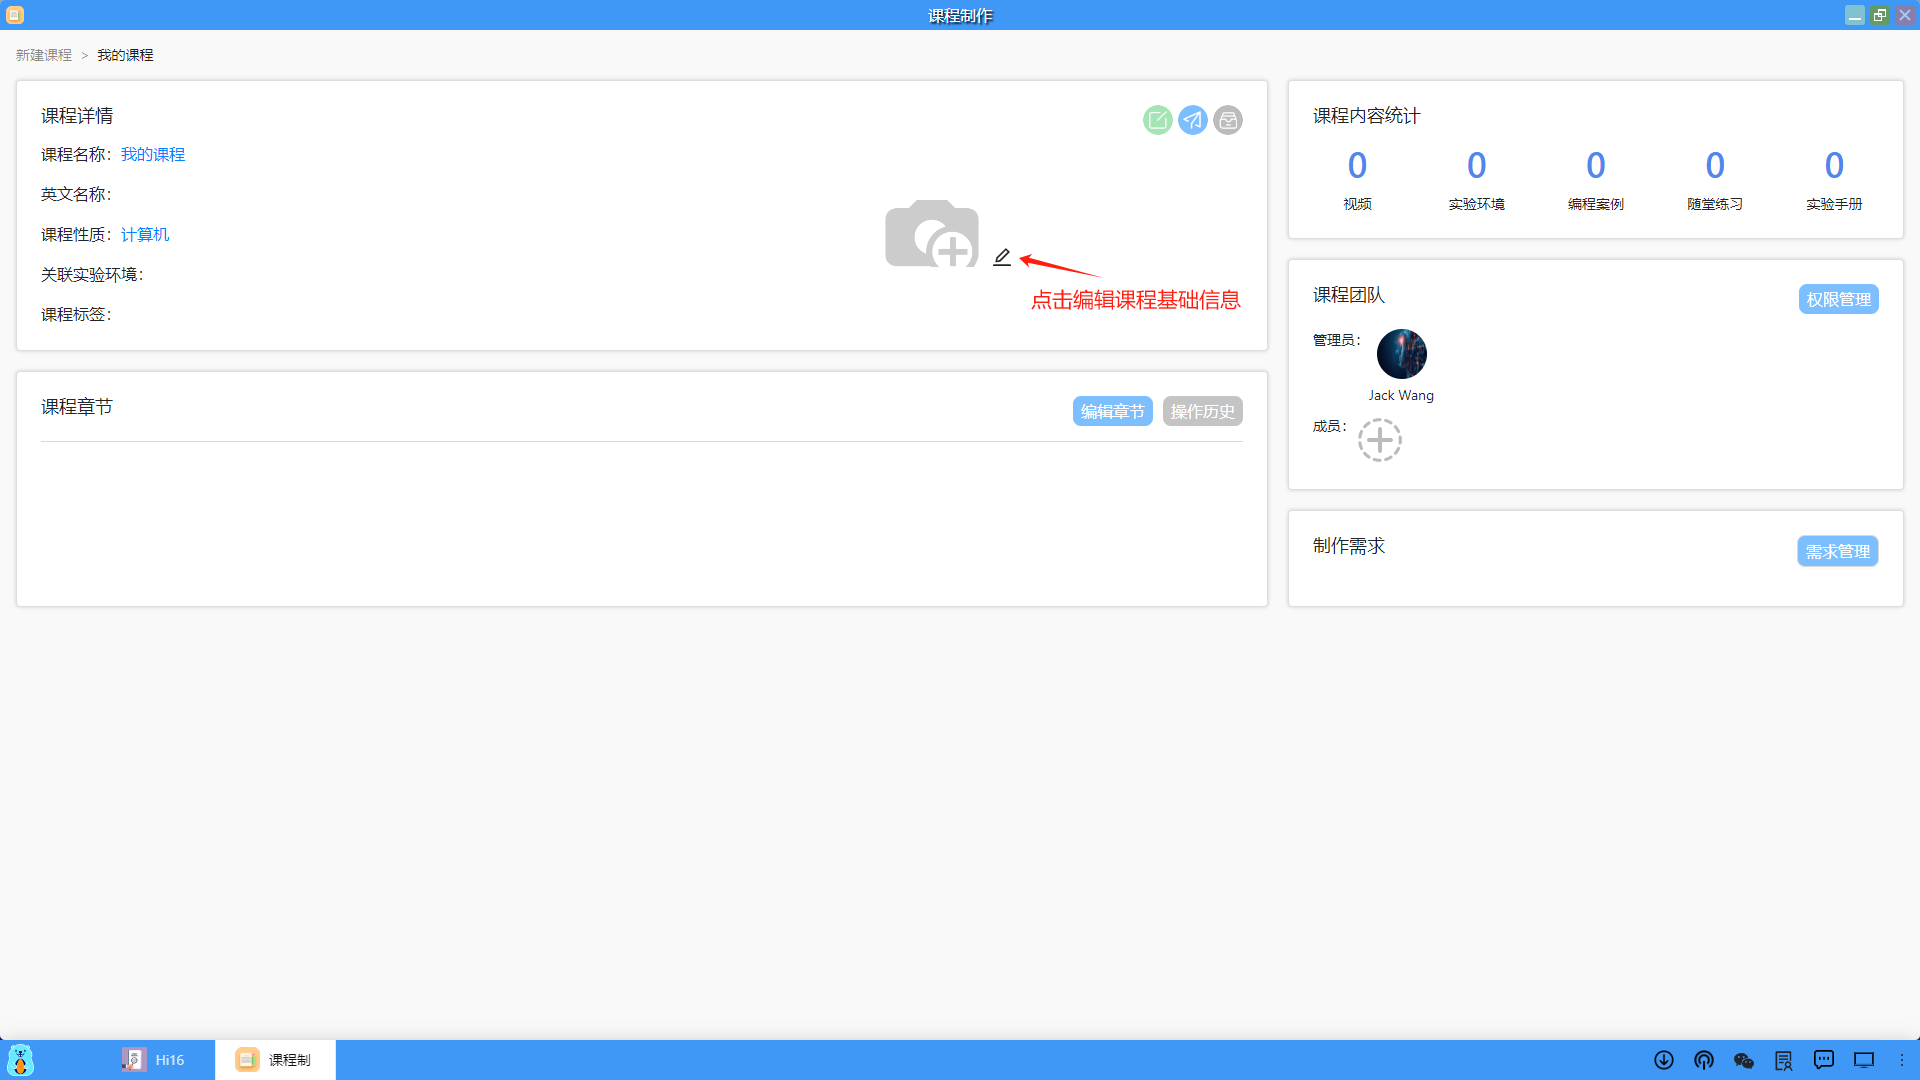 课程制作
新建课程 > 我的课程
课程详情
课程名称：我的课程
英文名称：
课程性质：计算机
关联实验环境：
课程标签：
点击编辑课程基础信息
课程章节
编辑章节 操作历史
课程内容统计
0 0 0 0 0
视频 实验环境 编程案例 随堂练习 实验手册
课程团队
权限管理
管理员：
Jack Wang
成员：
制作需求
需求管理
Hi16 课程制